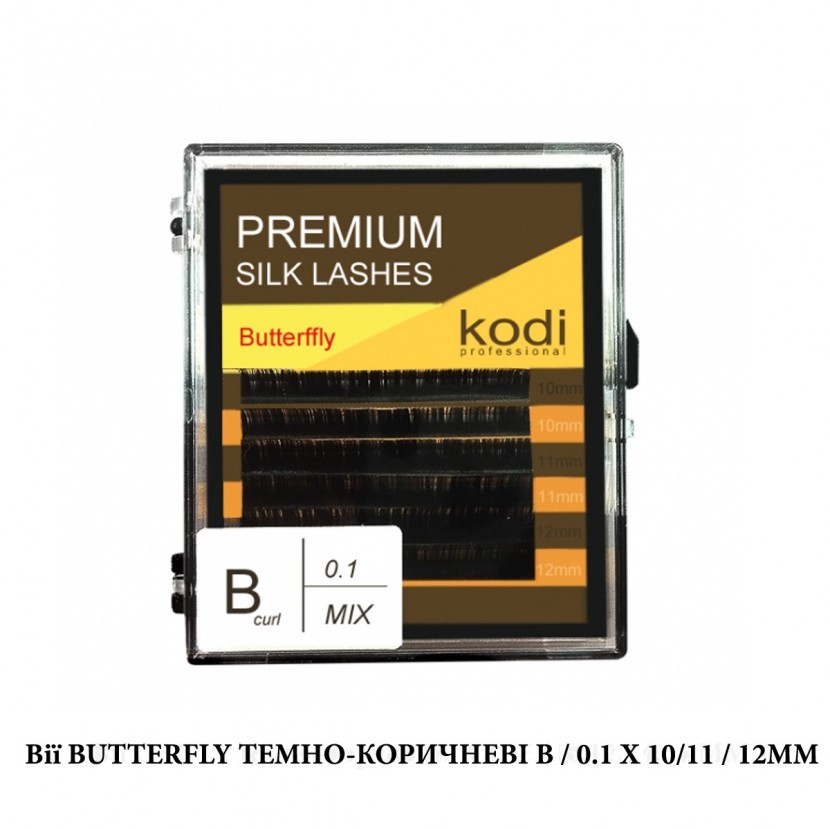 PREMIUM
SILK LASHES
Butterffly
kodi
professional
10mm
10mm
11mm
11mm
12mm
12mm
B curl
0.1
MIX
Вії BUTTERFLY ТЕМНО-КОРИЧНЕВІ B / 0.1 X 10/11 / 12ММ